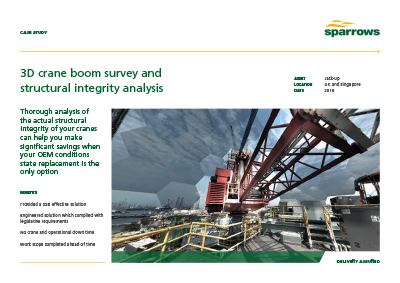 CASE STUDY
sparrows
3D crane boom survey and
structural integrity analysis
ASSET Jack-up
LOCATION UK and Singapore
DATE 2016
Thorough analysis of
the actual structural
integrity of your cranes
can help you make
significant savings when
your OEM conditions
state replacement is the
only option
BENEFITS
Provided a cost effective solution
Engineered solution which complied with
legislative requirements
No crane and operational down time
Work scope completed ahead of time
DELIVERY ASSURED